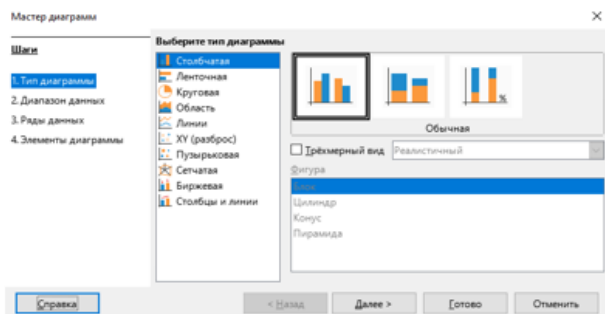 Мастер диаграмм
Шаги
1. Тип диаграммы
2. Диапазон данных
3. Ряды данных
4. Элементы диаграммы
Выберите тип диаграммы
Столбчатая
Ленточная
Круговая
Область
Линии
XY (разброс)
Пузырьковая
Сетчатая
Биржевая
Столбцы и линии
%
Обычная
Трёхмерный вид
Реалистичный
Фигура
Блок
Цилиндр
Конус
Пирамида
Справка
< Назад
Далее >
Готово
Отменить